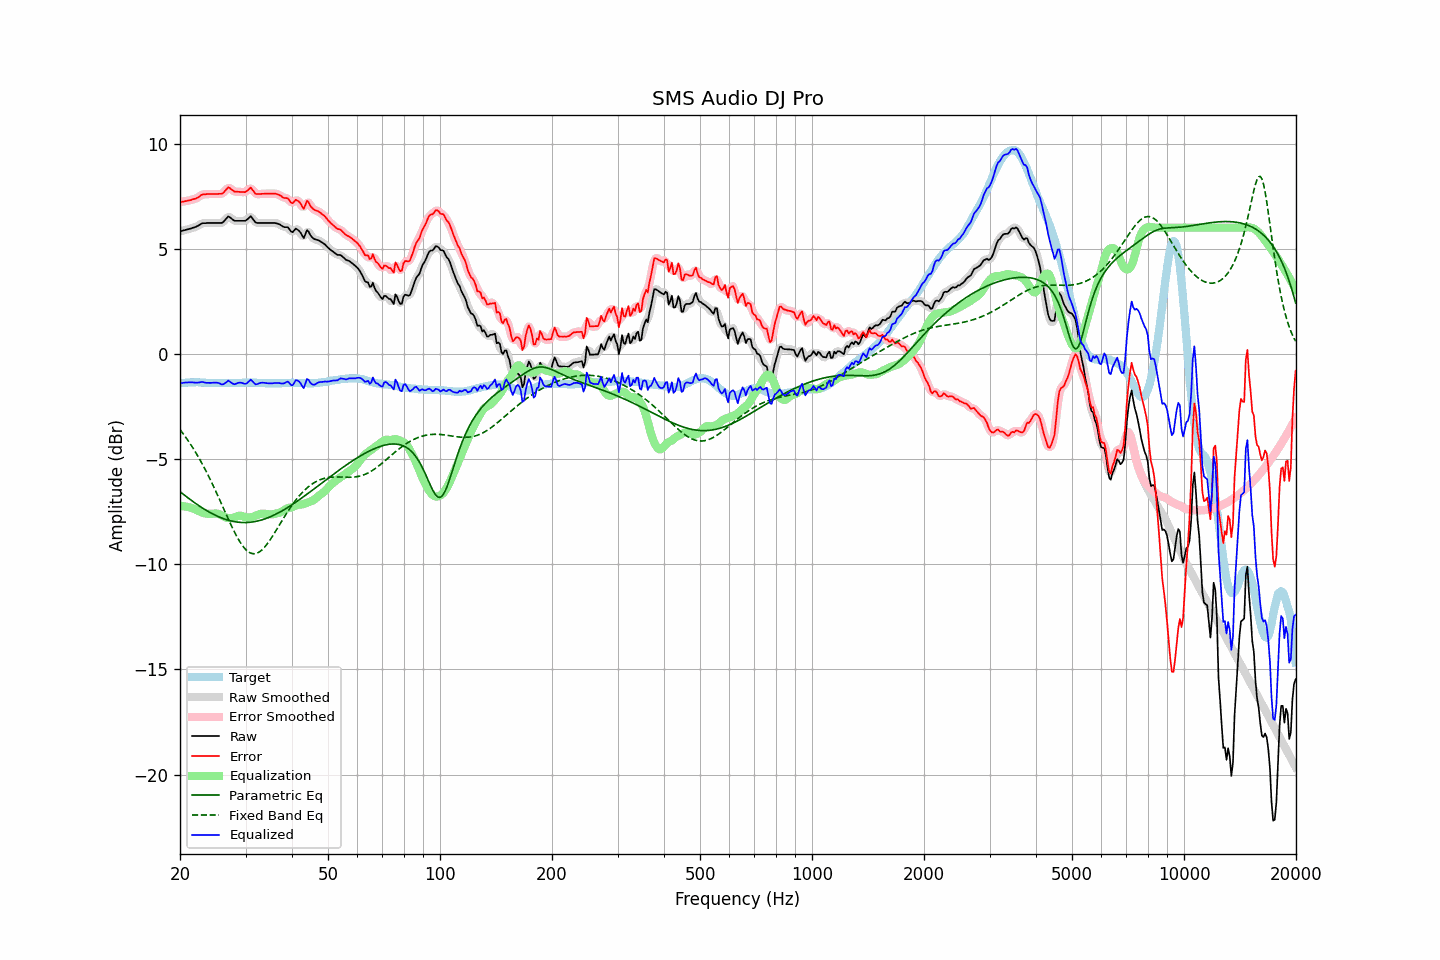 SMS Audio DJ Pro
Amplitude (dBr)
10
5
0
−5
−10
−15
−20
Target
Raw Smoothed
Error Smoothed
Raw
Error
Equalization
Parametric Eq
Fixed Band Eq
Equalized
20 50 100 200 500 1000 2000 5000 10000 20000
Frequency (Hz)